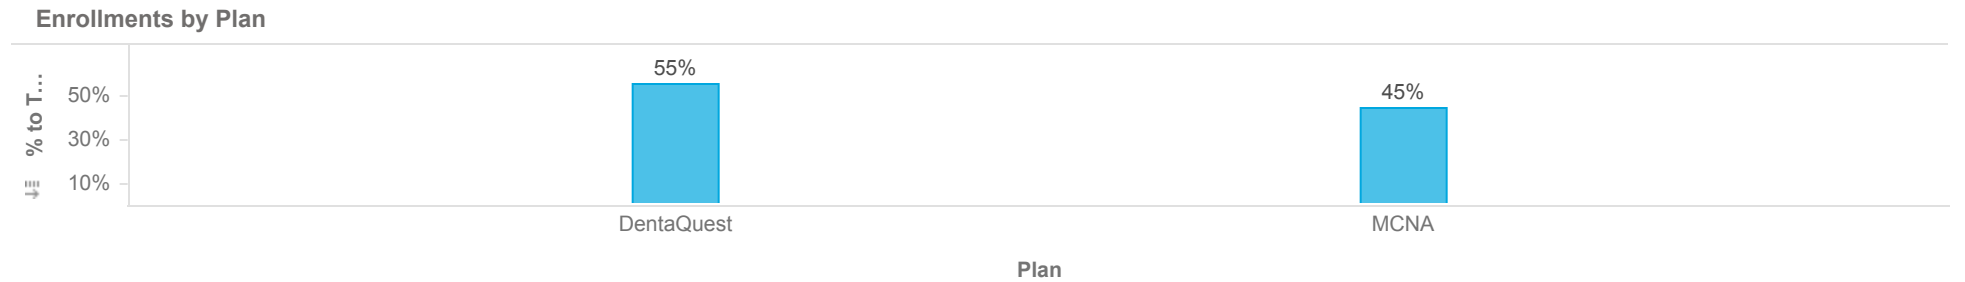 Enrollments by Plan
% to T...
50%
30%
10%
55%
45%
DentaQuest
MCNA
Plan